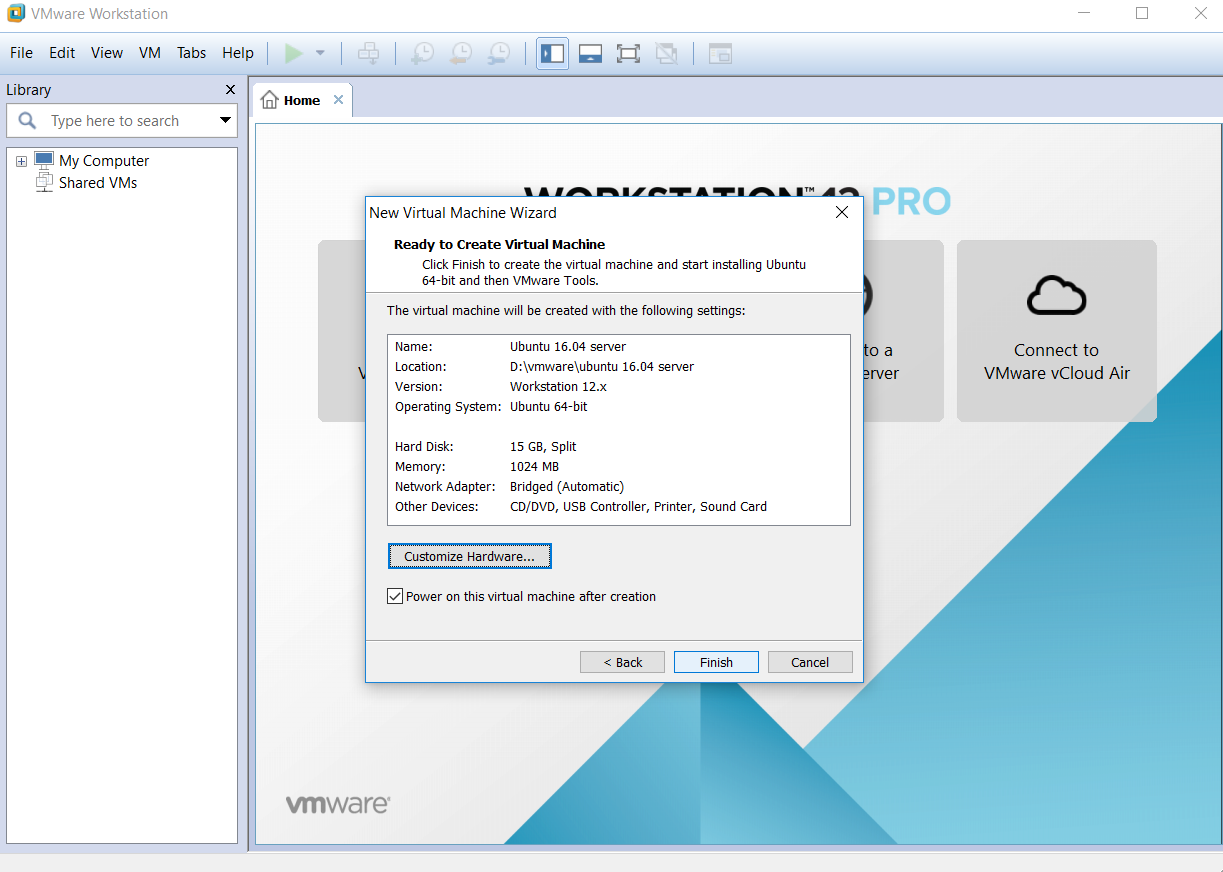 VMware Workstation
File Edit View VM Tabs Help
Library
Type here to search
My Computer
Shared VMs
Home
WORKSTATION™ 12 PRO
New Virtual Machine Wizard
Ready to Create Virtual Machine
Click Finish to create the virtual machine and start installing Ubuntu
64-bit and then VMware Tools.
The virtual machine will be created with the following settings:
Name: Ubuntu 16.04 server
Location: D:\vmware\ubuntu 16.04 server
Version: Workstation 12.x
Operating System: Ubuntu 64-bit
Hard Disk: 15 GB, Split
Memory: 1024 MB
Network Adapter: Bridged (Automatic)
Other Devices: CD/DVD, USB Controller, Printer, Sound Card
Customize Hardware...
Power on this virtual machine after creation
< Back Finish Cancel
to a
Connect to
VMware vCloud Air
vmware®